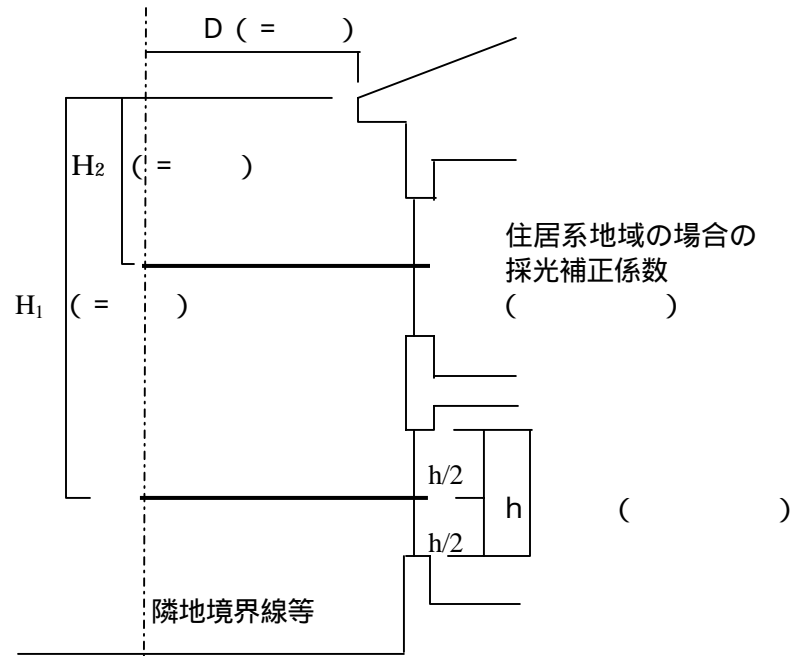 D ( = )
H₂ ( = )
住居系地域の場合の
採光補正係数
( )
H₁ ( = )
h/2
h ( )
h/2
隣地境界線等